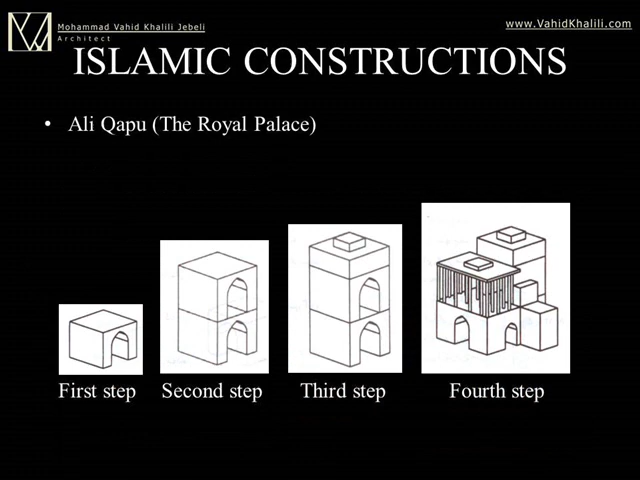 Mohammad Vahid Khalili Jebeli
Architect
www.VahidKhalili.com
ISLAMIC CONSTRUCTIONS
• Ali Qapu (The Royal Palace)
First step
Second step
Third step
Fourth step